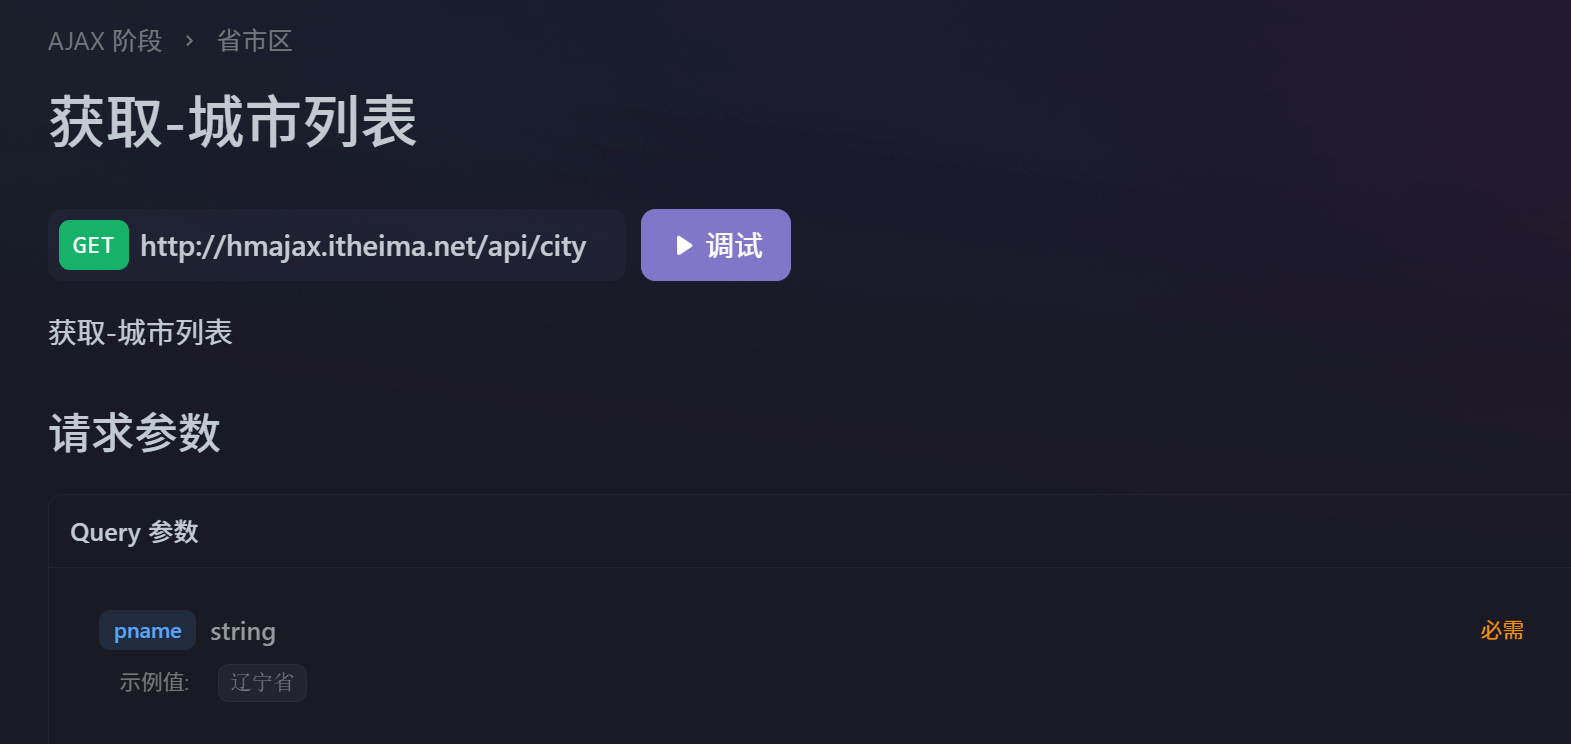 AJAX 阶段 > 省市区
获取-城市列表
GET http://hmajax.itheima.net/api/city 调试
获取-城市列表
请求参数
Query 参数
pname string 必需
示例值: 辽宁省